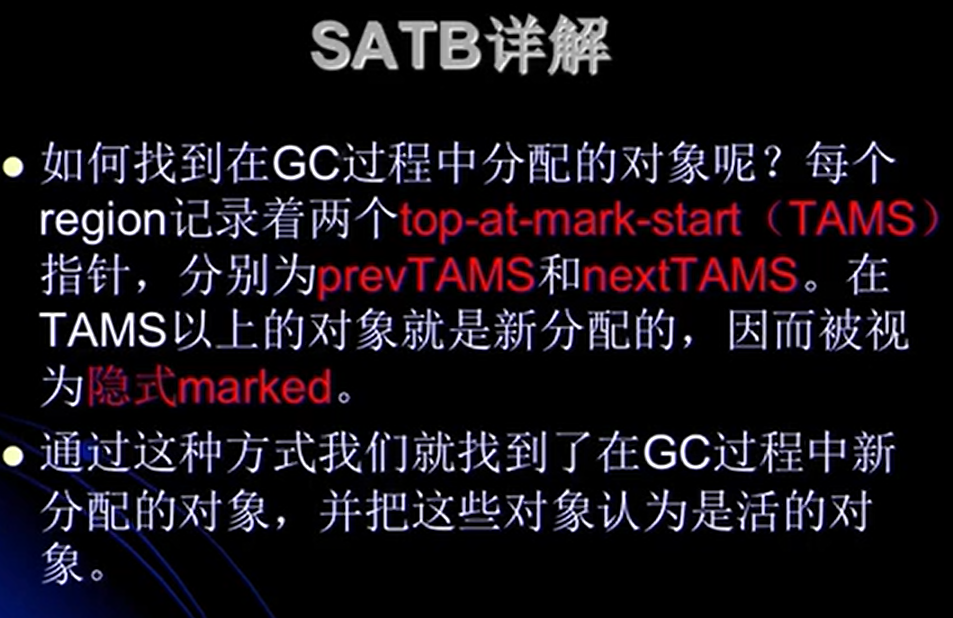 SATB详解
如何找到在GC过程中分配的对象呢？每个
region记录着两个top-at-mark-start（TAMS）
指针，分别为prevTAMS和nextTAMS。在
TAMS以上的对象就是新分配的，因而被视
为隐式marked。
通过这种方式我们就找到了在GC过程中新
分配的对象，并把这些对象认为是活的对
象。